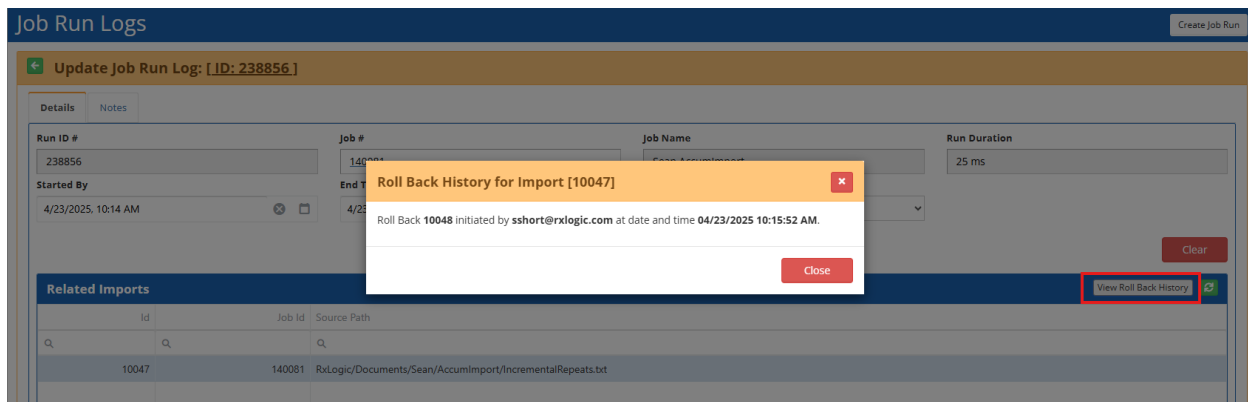 Job Run Logs
Create Job Run
Update Job Run Log: [ ID: 238856 ]
Details Notes
Run ID # Job # Job Name Run Duration
238856 140081 Sean AccumImport 25 ms
Started By End T
4/23/2025, 10:14 AM 4/23
Roll Back History for Import [10047]
Roll Back 10048 initiated by sshort@rxlogic.com at date and time 04/23/2025 10:15:52 AM.
Close
Clear
Related Imports View Roll Back History
Id Job Id Source Path
10047 140081 RxLogic/Documents/Sean/AccumImport/IncrementalRepeats.txt